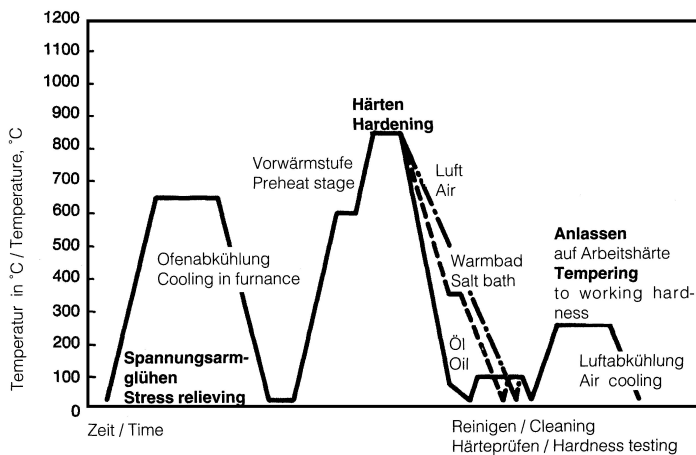 Temperatur in °C / Temperature, °C
1200
1100
1000
900
800
700
600
500
400
300
200
100
0
Spannungsarm-
glühen
Stress relieving
Ofenabkühlung
Cooling in furnance
Vorwärmstufe
Preheat stage
Härten
Hardening
Luft
Air
Warmbad
Salt bath
Öl
Oil
Anlassen
auf Arbeitshärte
Tempering
to working hard-
ness
Luftabkühlung
Air cooling
Zeit / Time
Reinigen / Cleaning
Härteprüfen / Hardness testing